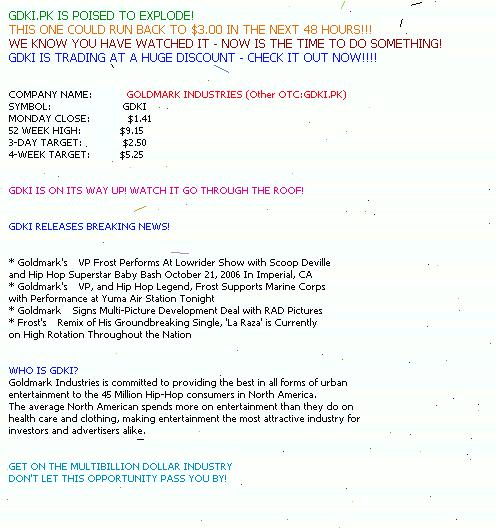 GDKI.PK IS POISED TO EXPLODE!
THIS ONE COULD RUN BACK TO $3.00 IN THE NEXT 48 HOURS!!!
WE KNOW YOU HAVE WATCHED IT - NOW IS THE TIME TO DO SOMETHING!
GDKI IS TRADING AT A HUGE DISCOUNT - CHECK IT OUT NOW!!!!
COMPANY NAME: GOLDMARK INDUSTRIES (Other OTC:GDKI.PK)
SYMBOL: GDKI
MONDAY CLOSE: $1.41
52 WEEK HIGH: $9.15
3-DAY TARGET: $2.50
4-WEEK TARGET: $5.25
GDKI IS ON ITS WAY UP! WATCH IT GO THROUGH THE ROOF!
GDKI RELEASES BREAKING NEWS!
* Goldmark's VP Frost Performs At Lowrider Show with Scoop Deville
and Hip Hop Superstar Baby Bash October 21, 2006 In Imperial, CA
* Goldmark's VP, and Hip Hop Legend, Frost Supports Marine Corps
with Performance at Yuma Air Station Tonight
* Goldmark Signs Multi-Picture Development Deal with RAD Pictures
* Frost's Remix of His Groundbreaking Single, 'La Raza' is Currently
on High Rotation Throughout the Nation
WHO IS GDKI?
Goldmark Industries is committed to providing the best in all forms of urban
entertainment to the 45 Million Hip-Hop consumers in North America.
The average North American spends more on entertainment than they do on
health care and clothing, making entertainment the most attractive industry for
investors and advertisers alike.
GET ON THE MULTIBILLION DOLLAR INDUSTRY
DON'T LET THIS OPPORTUNITY PASS YOU BY!